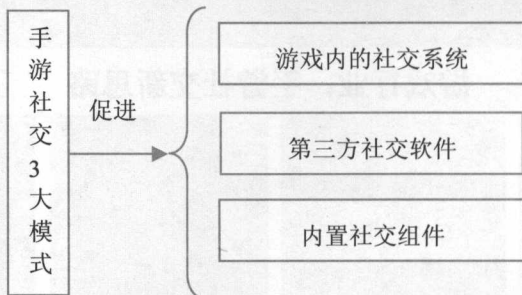 手游社交3大模式
促进
游戏内的社交系统
第三方社交软件
内置社交组件